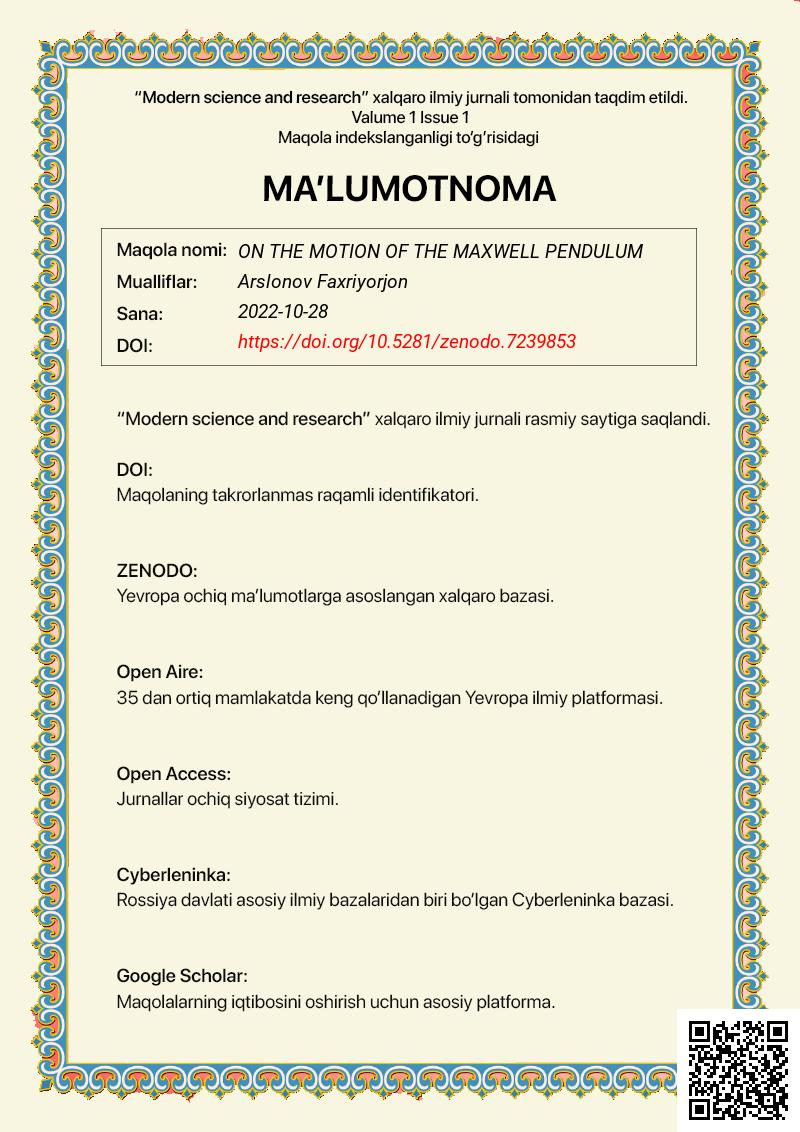 “Modern science and research” xalqaro ilmiy jurnali tomonidan taqdim etildi.
Valume 1 Issue 1
Maqola indekslanganligi to‘g‘risidagi
MA’LUMOTNOMA
Maqola nomi: ON THE MOTION OF THE MAXWELL PENDULUM
Mualliflar: Arslonov Faxriyorjon
Sana: 2022-10-28
DOI: https://doi.org/10.5281/zenodo.7239853
“Modern science and research” xalqaro ilmiy jurnali rasmiy saytiga saqlandi.
DOI:
Maqolaning takrorlanmas raqamli identifikatori.
ZENODO:
Yevropa ochiq ma’lumotlarga asoslangan xalqaro bazasi.
Open Aire:
35 dan ortiq mamlakatda keng qo‘llanadigan Yevropa ilmiy platformasi.
Open Access:
Jurnallar ochiq siyosat tizimi.
Cyberleninka:
Rossiya davlati asosiy ilmiy bazalaridan biri bo‘lgan Cyberleninka bazasi.
Google Scholar:
Maqolalarning iqtibosini oshirish uchun asosiy platforma.